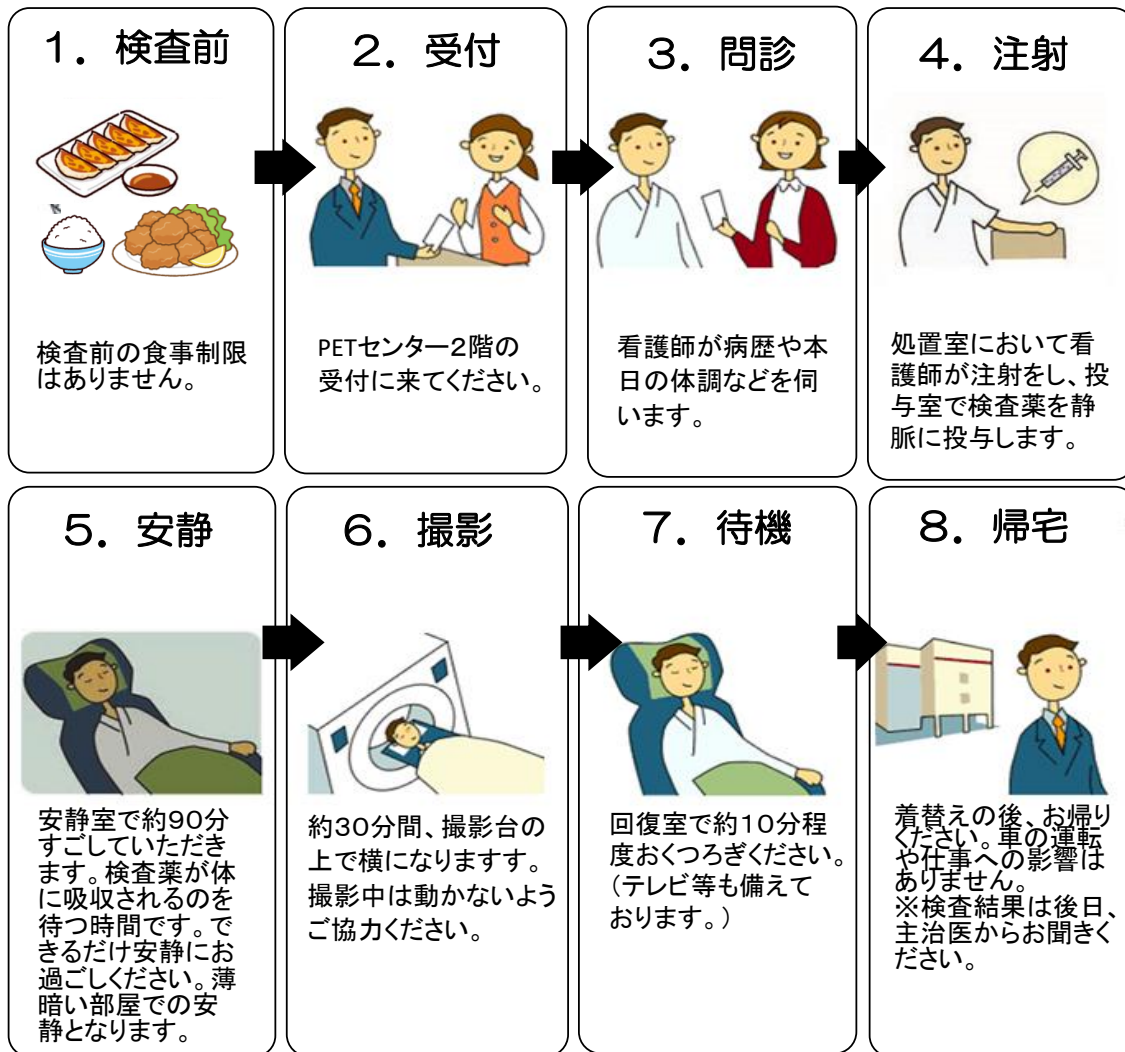 1．検査前
検査前の食事制限
はありません。
2．受付
PETセンター2階の
受付に来てください。
3．問診
看護師が病歴や本
日の体調などを伺
います。
4．注射
処置室において看
護師が注射をし、投
与室で検査薬を静
脈に投与します。
5．安静
安静室で約90分
すごしていただき
ます。検査薬が体
に吸収されるのを
待つ時間です。で
きるだけ安静にお
過ごしください。薄
暗い部屋での安
静となります。
6．撮影
約30分間、撮影台の
上で横になりますす。
撮影中は動かないよう
ご協力ください。
7．待機
回復室で約10分程
度おくつろぎください。
（テレビ等も備えて
おります。）
8．帰宅
着替えの後、お帰り
ください。車の運転
や仕事への影響は
ありません。
※検査結果は後日、
主治医からお聞きく
ださい。